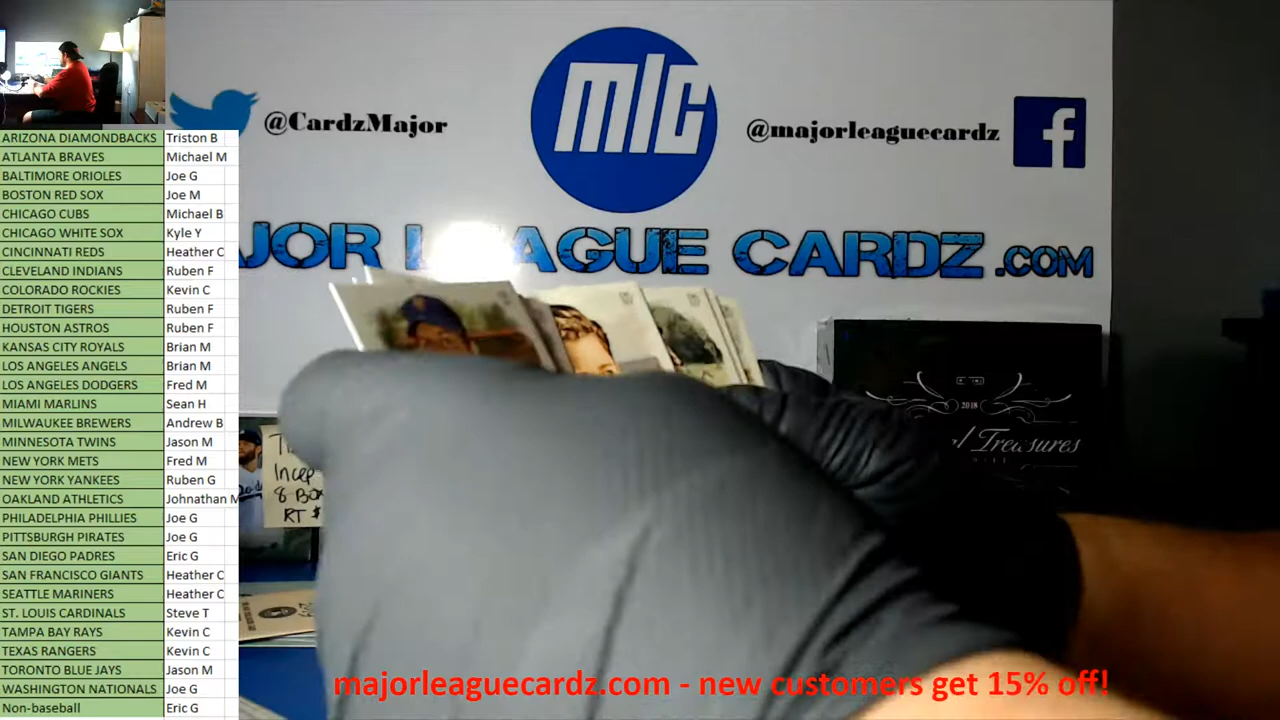 @CardzMajor
mlc
@majorleaguecardz
f
JOR L AGUE CARDZ.COM
ARIZONA DIAMONDBACKS Triston B
ATLANTA BRAVES Michael M
BALTIMORE ORIOLES Joe G
BOSTON RED SOX Joe M
CHICAGO CUBS Michael B
CHICAGO WHITE SOX Kyle Y
CINCINNATI REDS Heather C
CLEVELAND INDIANS Ruben F
COLORADO ROCKIES Kevin C
DETROIT TIGERS Ruben F
HOUSTON ASTROS Ruben F
KANSAS CITY ROYALS Brian M
LOS ANGELES ANGELS Brian M
LOS ANGELES DODGERS Fred M
MIAMI MARLINS Sean H
MILWAUKEE BREWERS Andrew B
MINNESOTA TWINS Jason M
NEW YORK METS Fred M
NEW YORK YANKEES Ruben G
OAKLAND ATHLETICS Johnathan M
PHILADELPHIA PHILLIES Joe G
PITTSBURGH PIRATES Joe G
SAN DIEGO PADRES Eric G
SAN FRANCISCO GIANTS Heather C
SEATTLE MARINERS Heather C
ST. LOUIS CARDINALS Steve T
TAMPA BAY RAYS Kevin C
TEXAS RANGERS Kevin C
TORONTO BLUE JAYS Jason M
WASHINGTON NATIONALS Joe G
Non-baseball Eric G
2018
Treasures
Incep
8 Box
RT $
majorleaguecardz.com - new customers get 15% off!